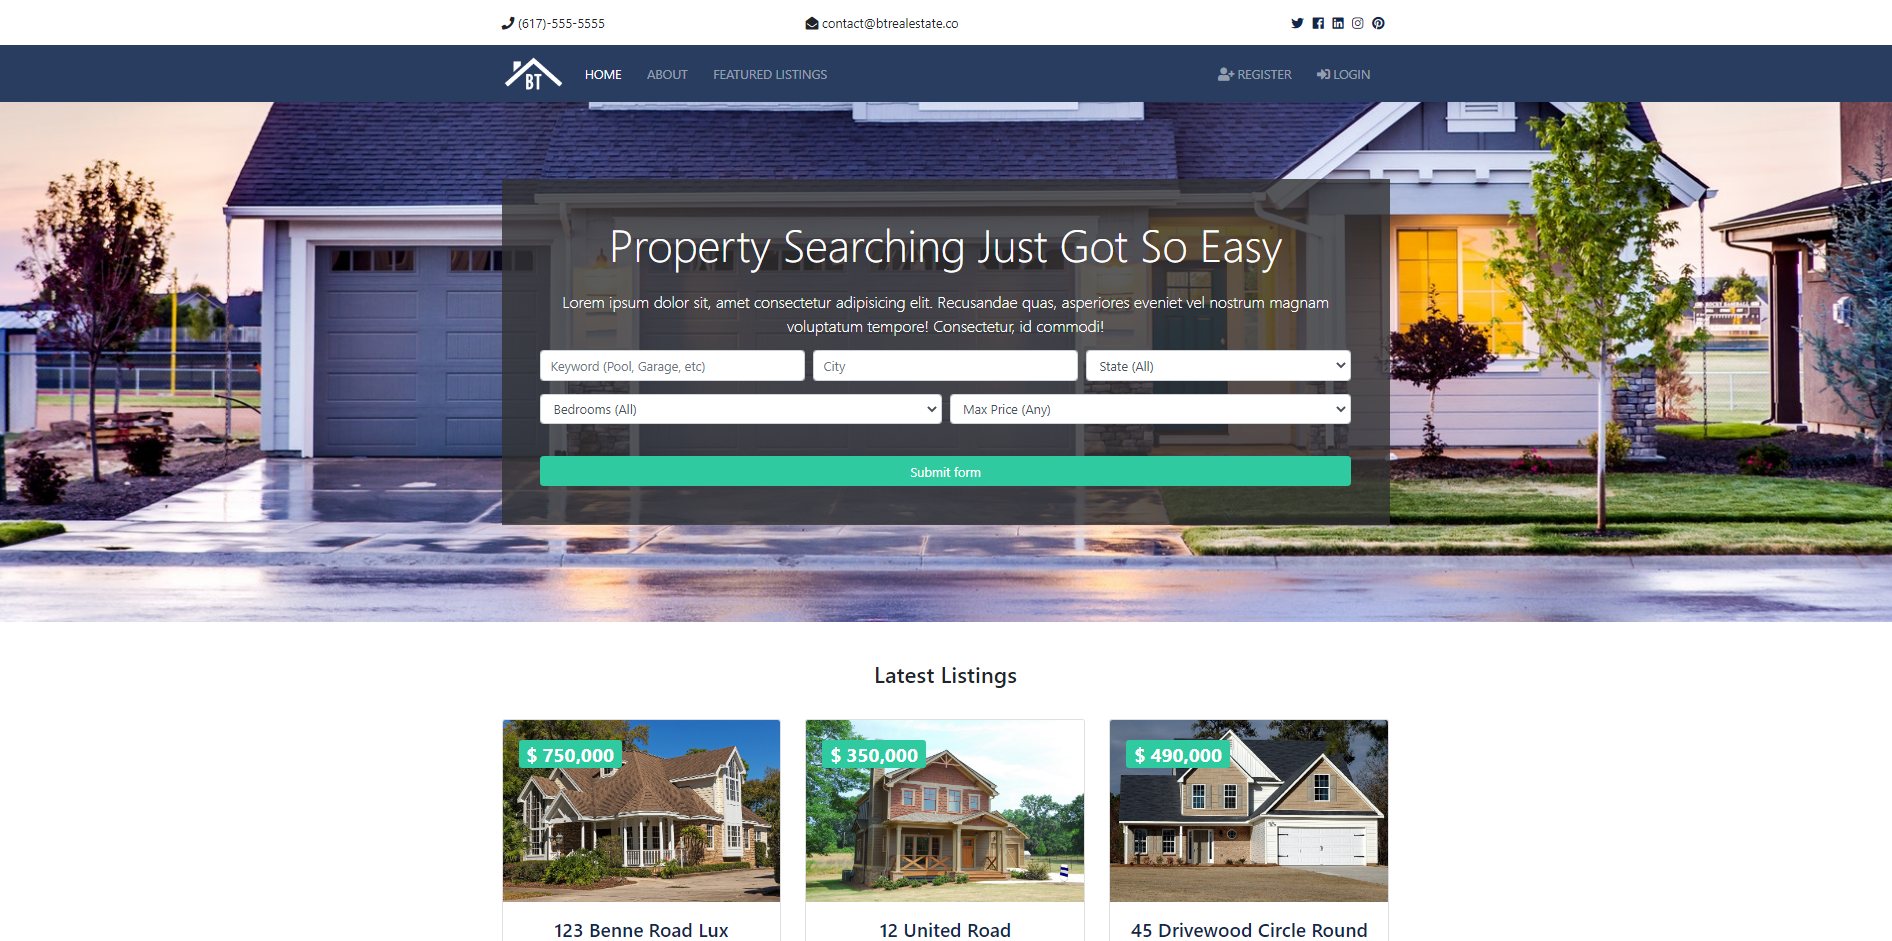 (617)-555-5555
contact@btrealestate.co
BT
HOME
ABOUT
FEATURED LISTINGS
REGISTER
LOGIN
Property Searching Just Got So Easy
Lorem ipsum dolor sit, amet consectetur adipisicing elit. Recusandae quas, asperiores eveniet vel nostrum magnam
voluptatum tempore! Consectetur, id commodi!
Keyword (Pool, Garage, etc)
City
State (All)
Bedrooms (All)
Max Price (Any)
Submit form
Latest Listings
$ 750,000
$ 350,000
$ 490,000
123 Benne Road Lux
12 United Road
45 Drivewood Circle Round